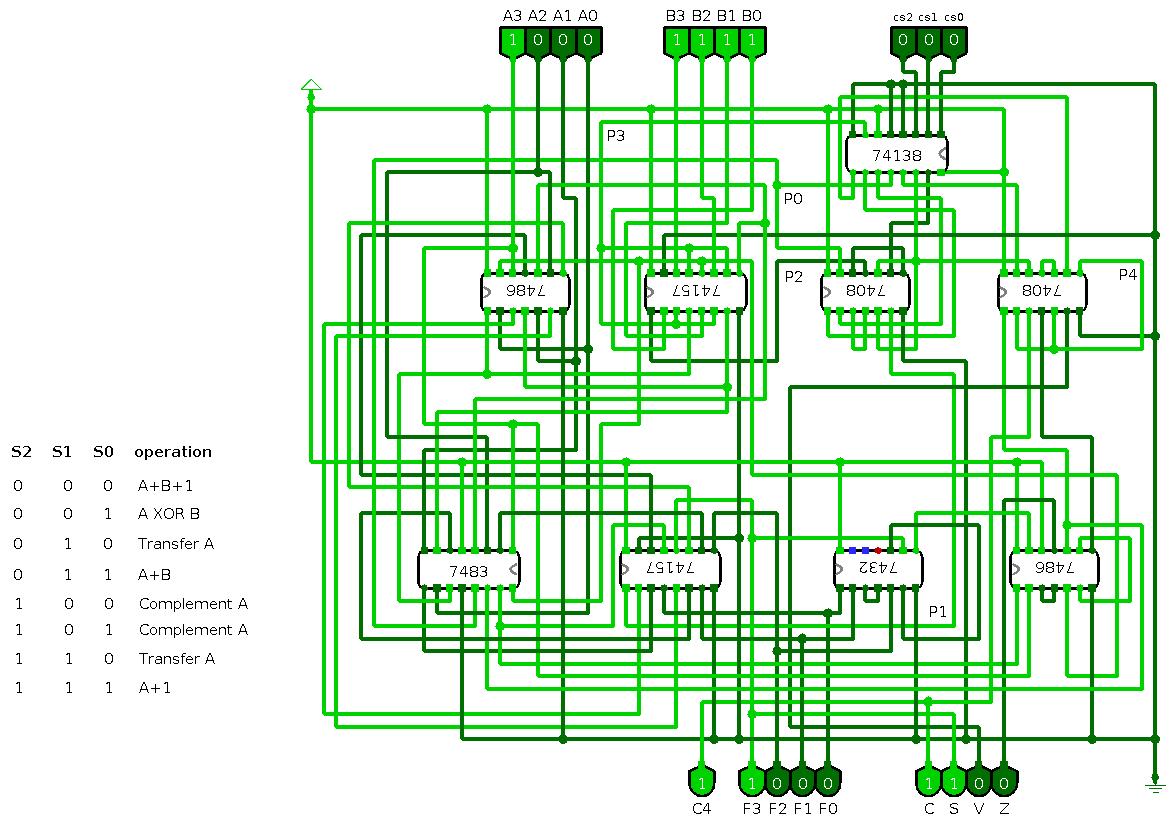 A3 A2 A1 A0 B3 B2 B1 B0 cs2 cs1 cs0
1 0 0 0 1 1 1 1 0 0 0
P3
74138
P0
P2 P4
7486 74157 7408 7408
S2 S1 S0 operation
0 0 0 A+B+1
0 0 1 A XOR B
0 1 0 Transfer A
0 1 1 A+B
1 0 0 Complement A
1 0 1 Complement A
1 1 0 Transfer A
1 1 1 A+1
7483 74157 7432 7486
P1
1 1 0 0 0 1 1 0 0
C4 F3 F2 F1 F0 C S V Z